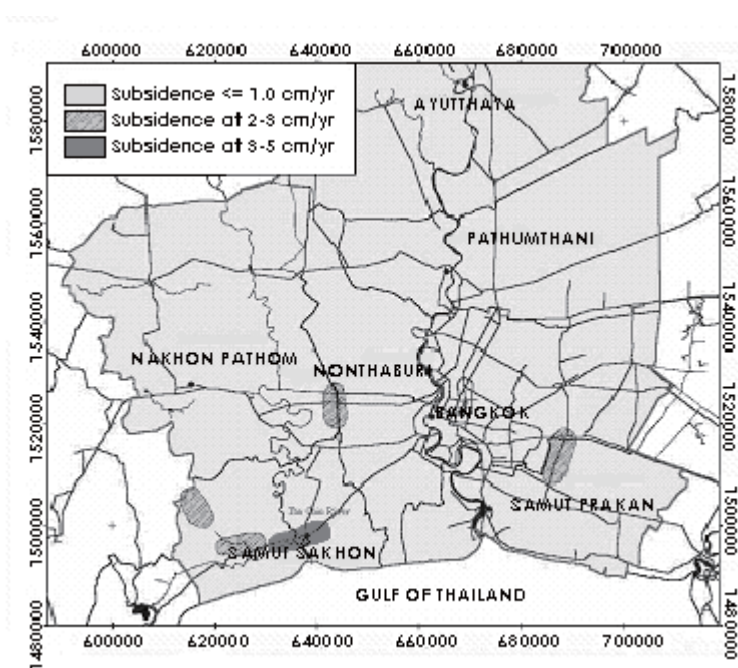 600000 620000 640000 660000 680000 700000
Subsidence <= 1.0 cm/yr
Subsidence at 2-3 cm/yr
Subsidence at 3-5 cm/yr
AYUTTHAYA
PATHUMTHANI
NAKHON PATHOM
NONTHABURI
BANGKOK
SAMUT PRAKAN
SAMUT SAKHON
GULF OF THAILAND
1580000
1560000
1540000
1520000
1500000
1480000
1580000
1560000
1540000
1520000
1500000
1480000
600000 620000 640000 660000 680000 700000